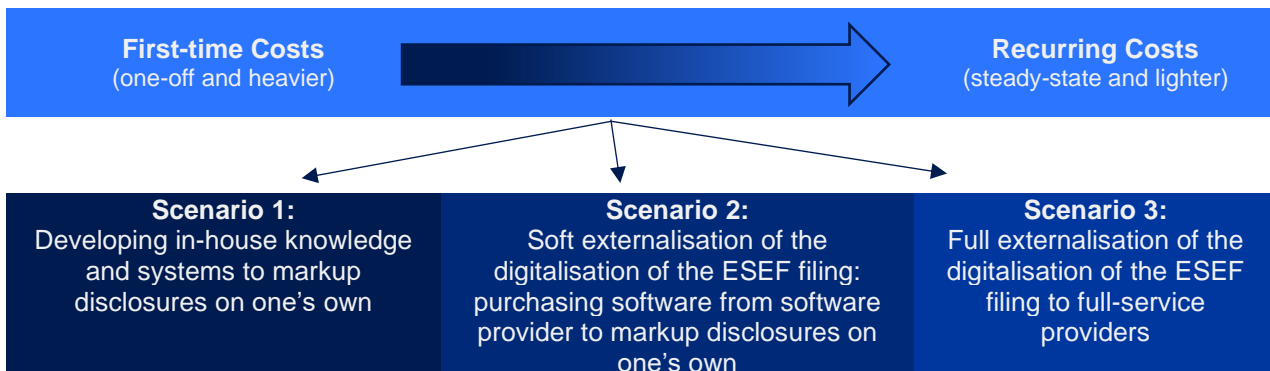 First-time Costs
(one-off and heavier)
Recurring Costs
(steady-state and lighter)
Scenario 1:
Developing in-house knowledge
and systems to markup
disclosures on one's own
Scenario 2:
Soft externalisation of the
digitalisation of the ESEF filing:
purchasing software from software
provider to markup disclosures on
one's own
Scenario 3:
Full externalisation of the
digitalisation of the ESEF
filing to full-service
providers